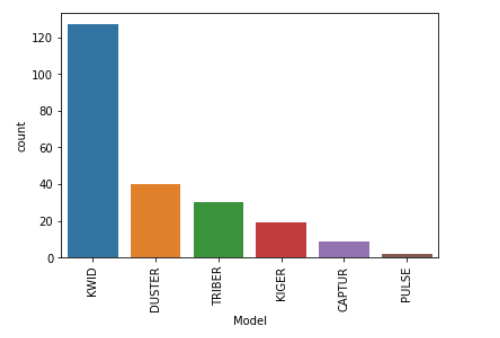 120
100
80
60
40
20
0
count
KWID
DUSTER
TRIBER
KIGER
CAPTUR
PULSE
Model